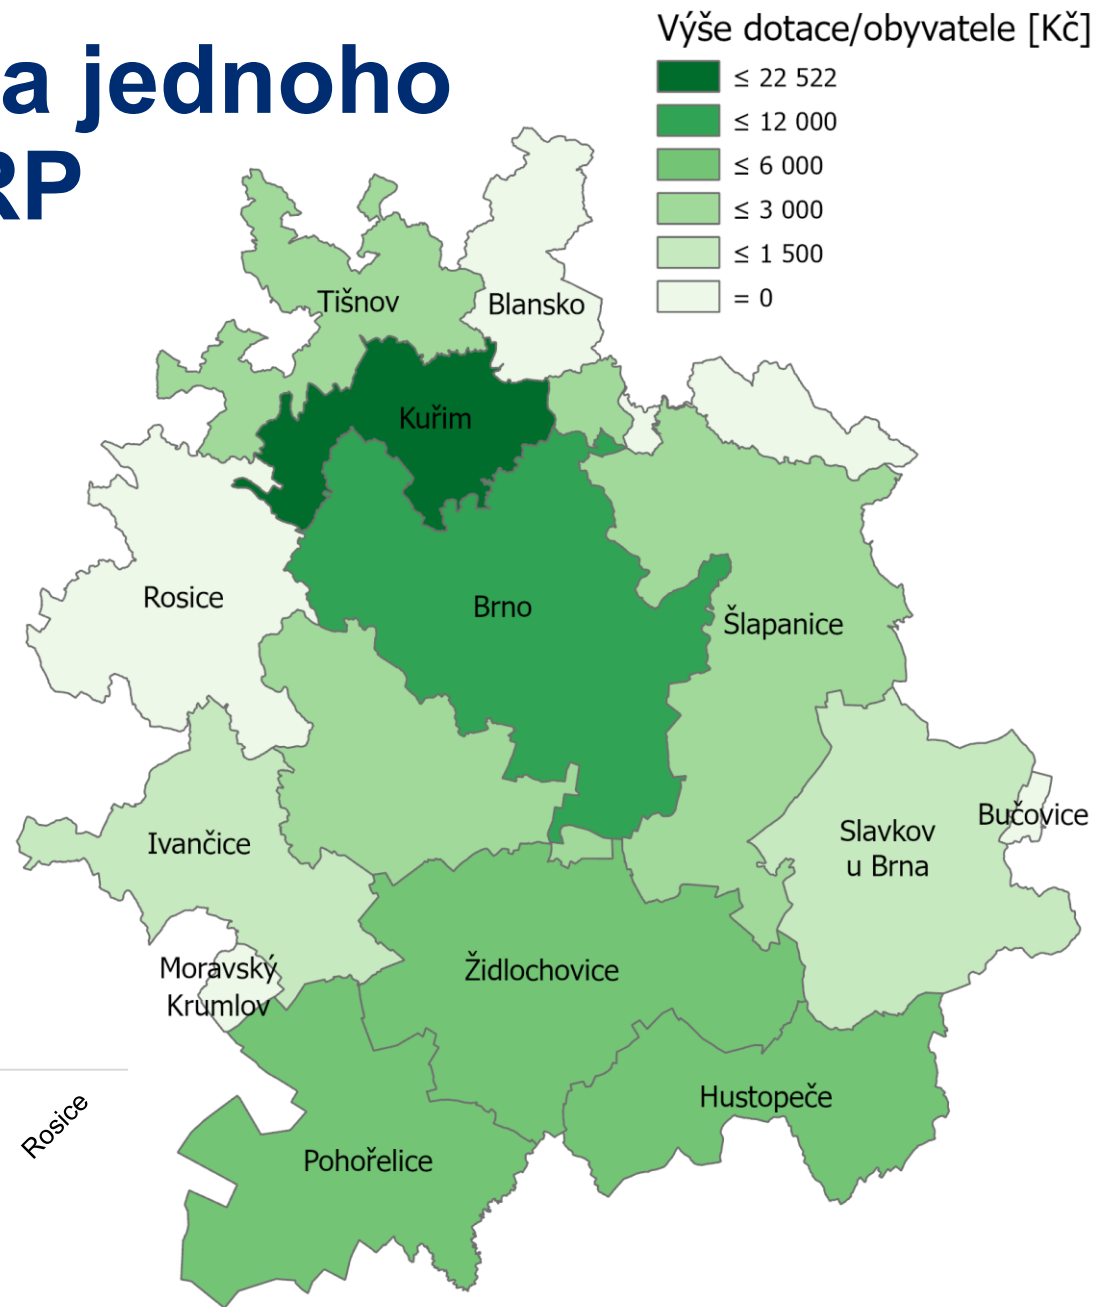 a jednoho
RP
Výše dotace/obyvatele [Kč]
≤ 22 522
≤ 12 000
≤ 6 000
≤ 3 000
≤ 1 500
= 0
Tišnov
Blansko
Kuřim
Rosice
Brno
Šlapanice
Ivančice
Slavkov
u Brna
Bučovice
Moravský
Krumlov
Židlochovice
Hustopeče
Pohořelice
Rosice